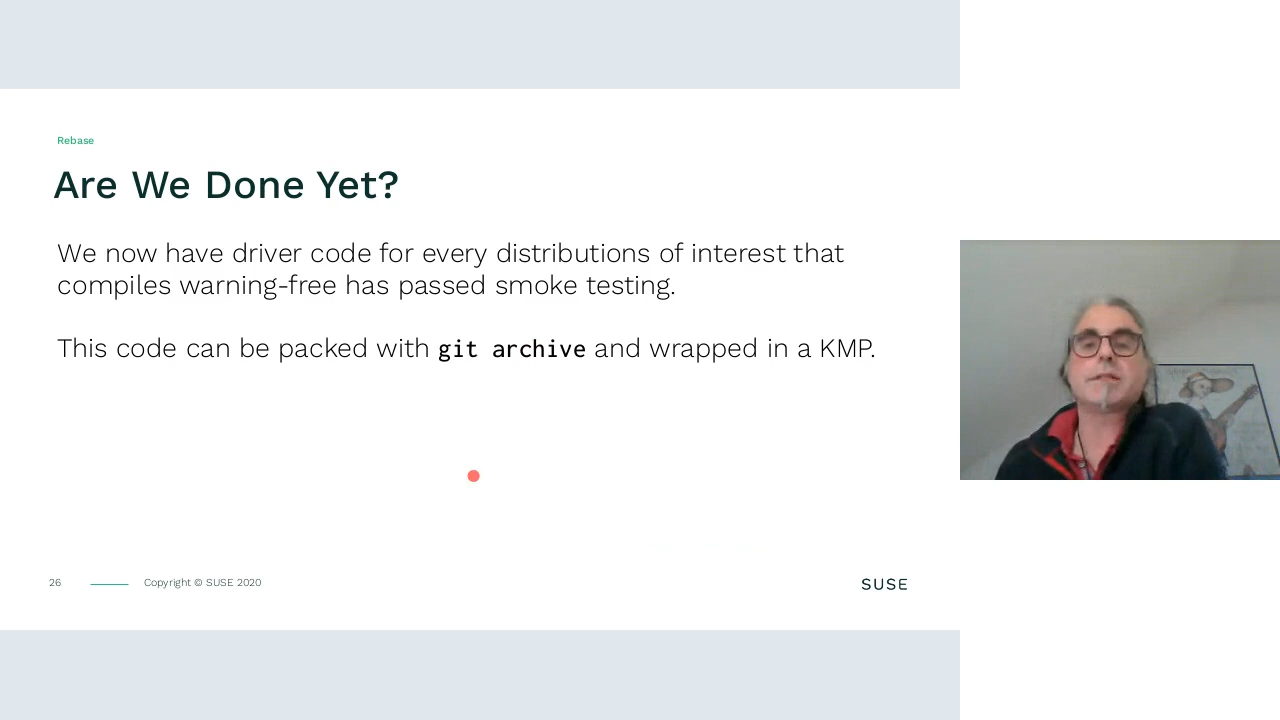 Rebase
Are We Done Yet?
We now have driver code for every distributions of interest that
compiles warning-free has passed smoke testing.
This code can be packed with git archive and wrapped in a KMP.
26
Copyright © SUSE 2020
SUSE